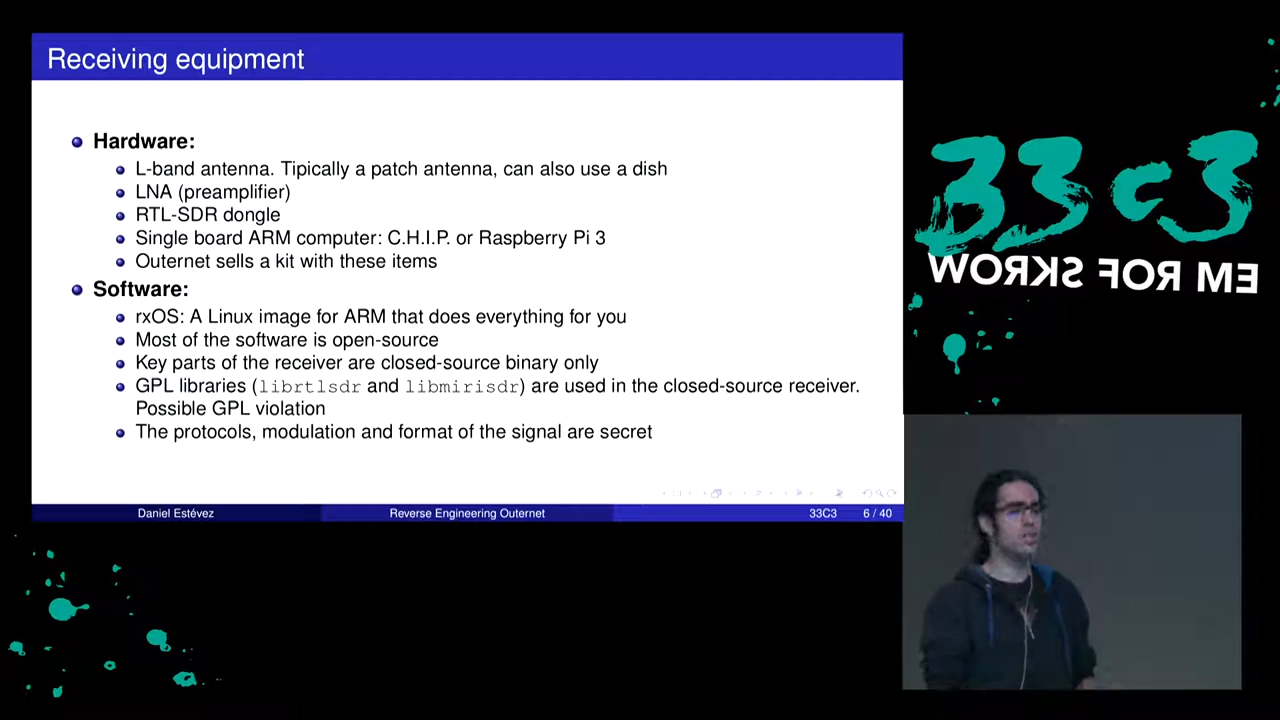 Receiving equipment
Hardware:
L-band antenna. Tipically a patch antenna, can also use a dish
LNA (preamplifier)
RTL-SDR dongle
Single board ARM computer: C.H.I.P. or Raspberry Pi 3
Outernet sells a kit with these items
Software:
rxOS: A Linux image for ARM that does everything for you
Most of the software is open-source
Key parts of the receiver are closed-source binary only
GPL libraries (librtlsdr and libmirisdr) are used in the closed-source receiver.
Possible GPL violation
The protocols, modulation and format of the signal are secret
Daniel Estévez
Reverse Engineering Outernet
33C3 6 / 40
33c3
WORKS FOR ME